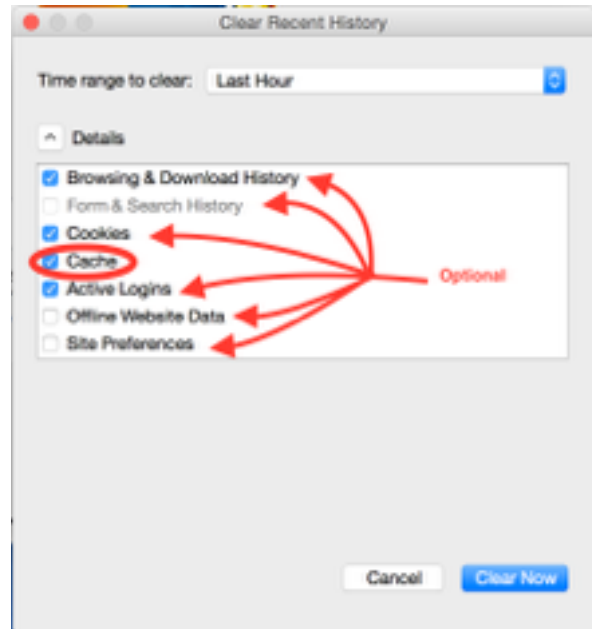 Clear Recent History
Time range to clear: Last Hour
Details
Browsing & Download History
Form & Search History
Cookies
Cache
Optional
Active Logins
Offline Website Data
Site Preferences
Cancel Clear Now